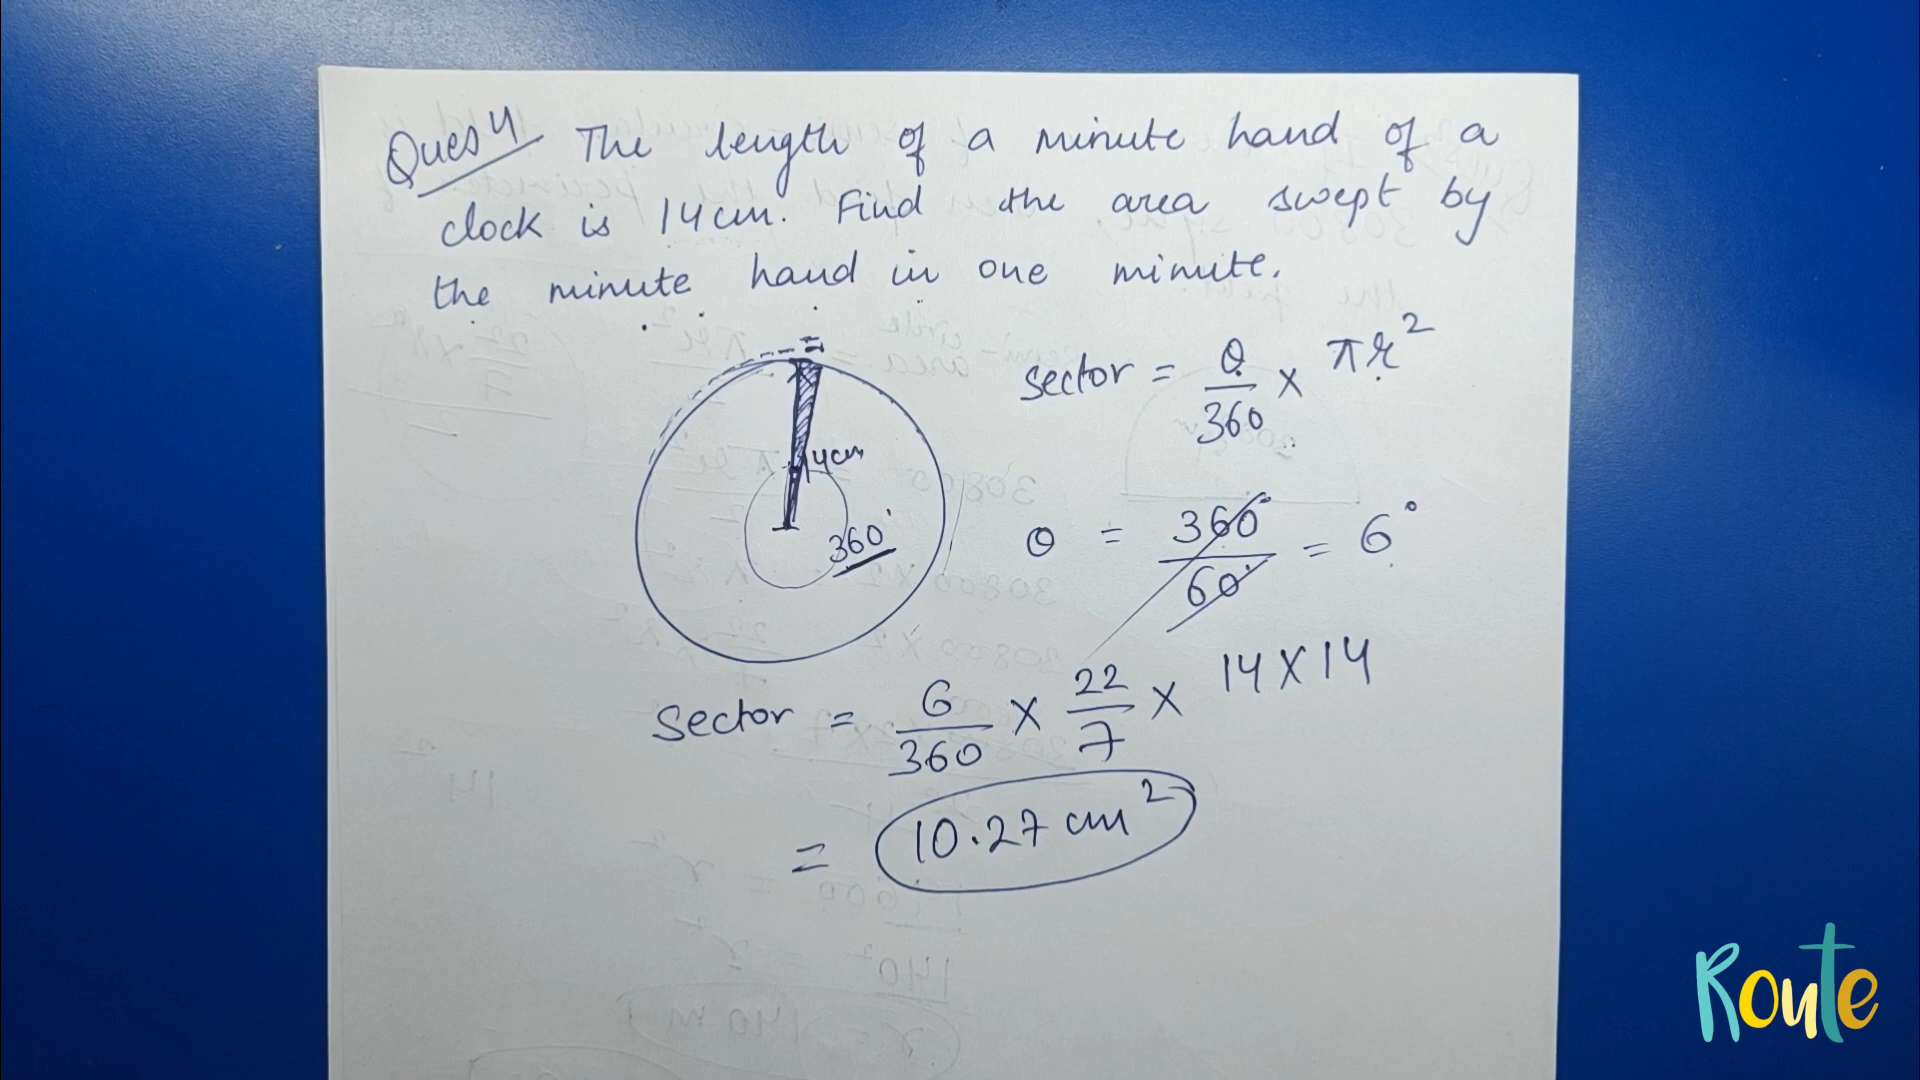 Ques 4 The length of a minute hand of a
clock is 14cm. Find the area swept by
the minute hand in one minute.
sector = θ/360 × πr²
14cm
360°
θ = 360°/60° = 6°
Sector = 6/360 × 22/7 × 14 × 14
= 10.27 cm²
Route